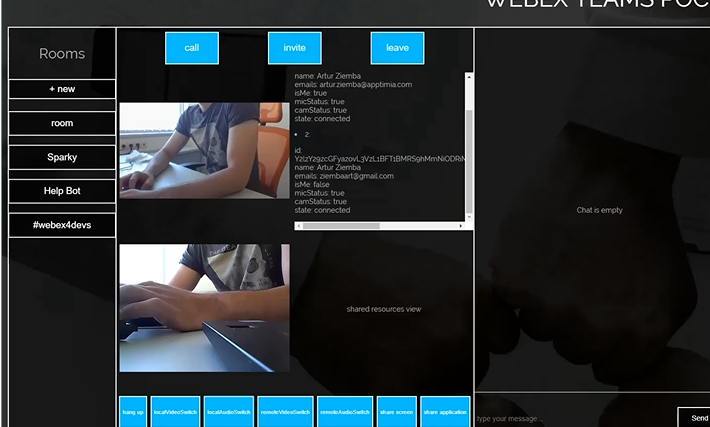 WEBEX TEAMS POC
Rooms
+ new
room
Sparky
Help Bot
#webex4devs
call
invite
leave
name: Artur Ziemba
emails: artur.ziemba@apptimia.com
isMe: true
micStatus: true
camStatus: true
state: connected
2:
id:
name: Artur Ziemba
emails: ziembaart@gmail.com
isMe: false
micStatus: true
camStatus: true
state: connected
shared resources view
hang up
localVideoSwitch
localAudioSwitch
remoteVideoSwitch
remoteAudioSwitch
share screen
share application
Chat is empty
type your message...
Send